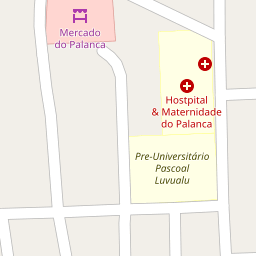 Mercado
do Palanca
Hostpital
& Maternidade
do Palanca
Pre-Universitário
Pascoal
Luvualu